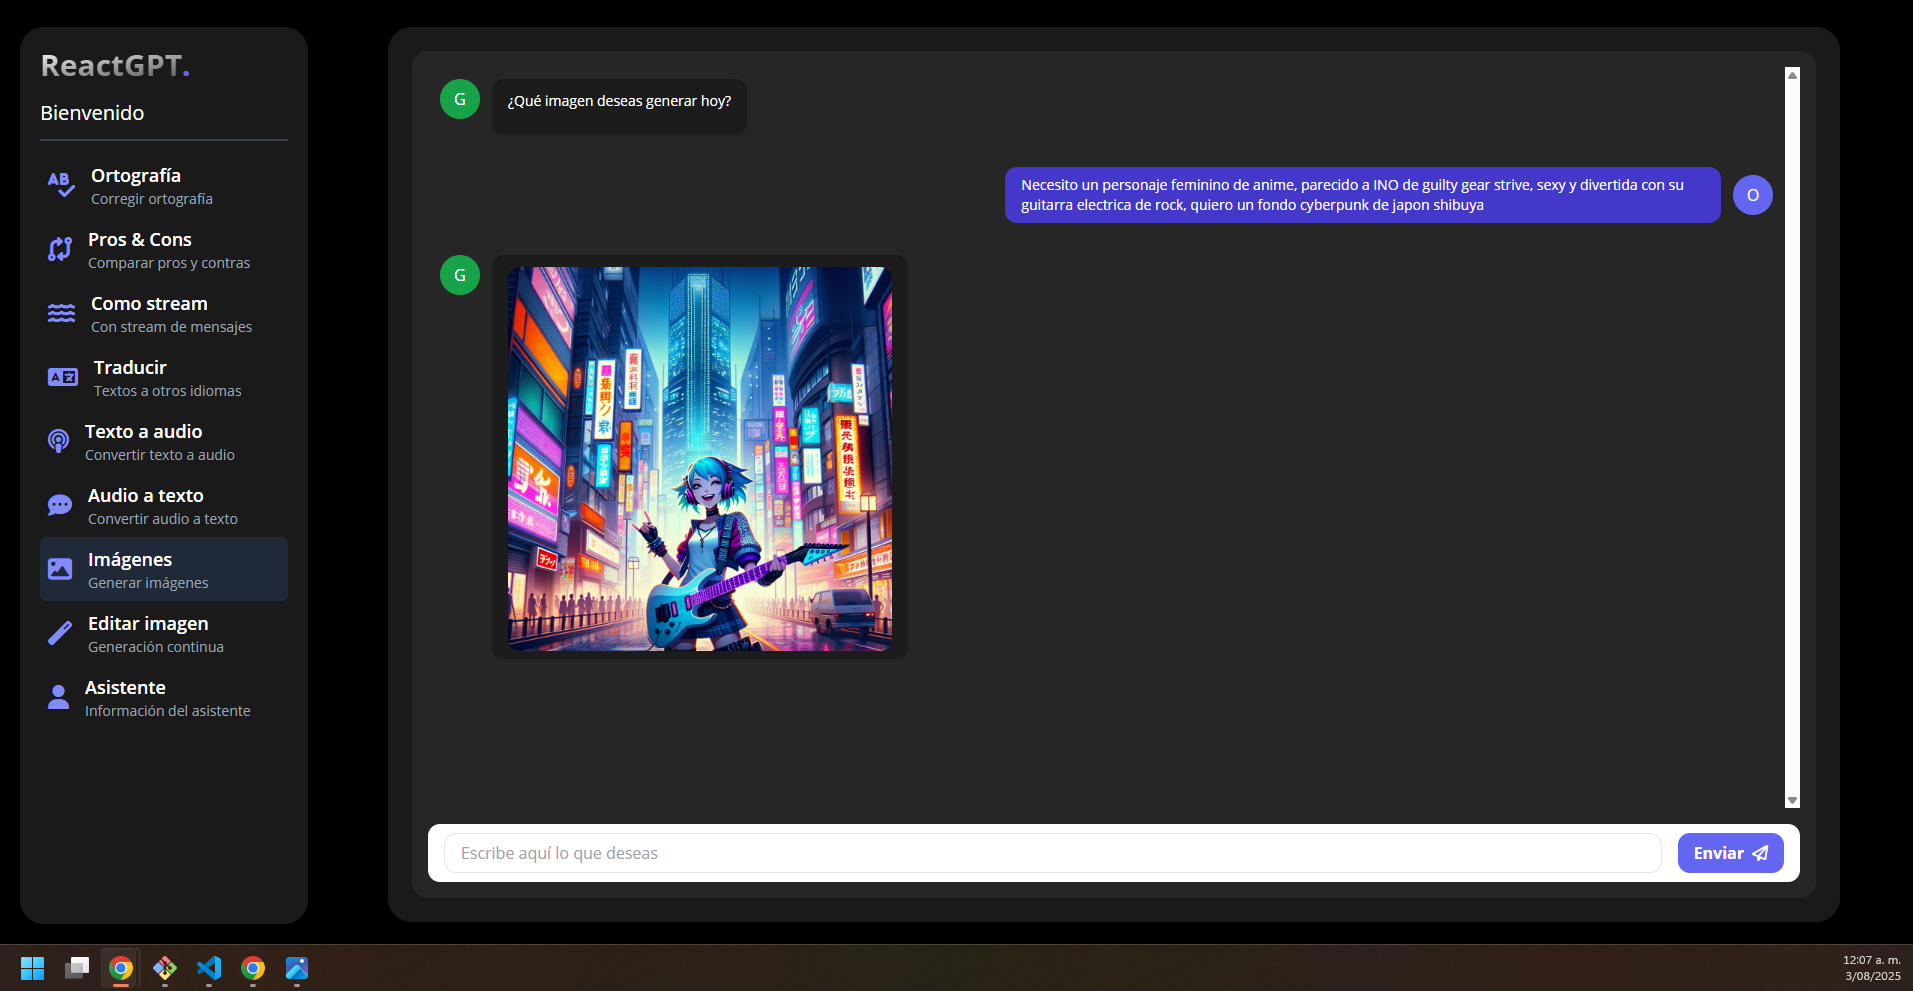 ReactGPT.
Bienvenido
Ortografía
Corregir ortografía
Pros & Cons
Comparar pros y contras
Como stream
Con stream de mensajes
Traducir
Textos a otros idiomas
Texto a audio
Convertir texto a audio
Audio a texto
Convertir audio a texto
Imágenes
Generar imágenes
Editar imagen
Generación continua
Asistente
Información del asistente
G
¿Qué imagen deseas generar hoy?
Necesito un personaje feminino de anime, parecido a INO de guilty gear strive, sexy y divertida con su
guitarra electrica de rock, quiero un fondo cyberpunk de japon shibuya
O
G
Escribe aquí lo que deseas
Enviar
12:07 a. m.
3/08/2025